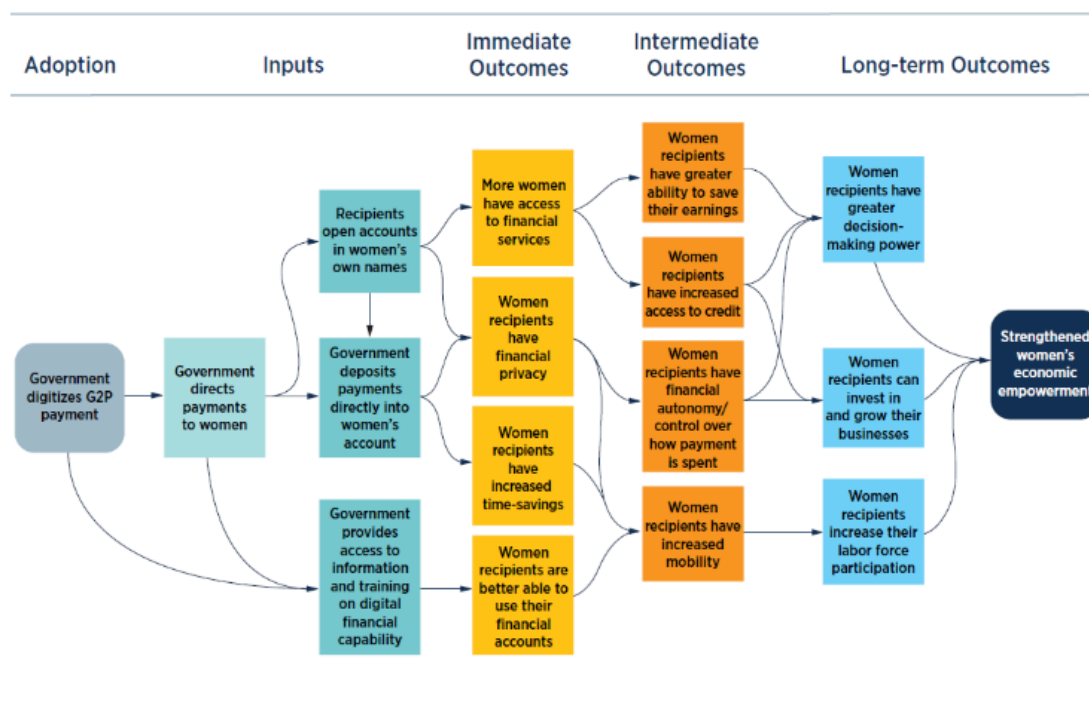 Adoption
Inputs
Immediate
Outcomes
Intermediate
Outcomes
Long-term Outcomes
Government
digitizes G2P
payment
Government
directs
payments
to women
Recipients
open accounts
in women's
own names
Government
deposits
payments
directly into
women's
account
Government
provides
access to
information
and training
on digital
financial
capability
More women
have access
to financial
services
Women
recipients
have
financial
privacy
Women
recipients
have
increased
time-savings
Women
recipients are
better able to
use their
financial
accounts
Women
recipients
have greater
ability to save
their earnings
Women
recipients
have increased
access to credit
Women
recipients have
financial
autonomy/
control over
how payment
is spent
Women
recipients have
increased
mobility
Women
recipients have
greater
decision-
making power
Women
recipients can
invest in
and grow their
businesses
Women
recipients
increase their
labor force
participation
Strengthened
women's
economic
empowerment